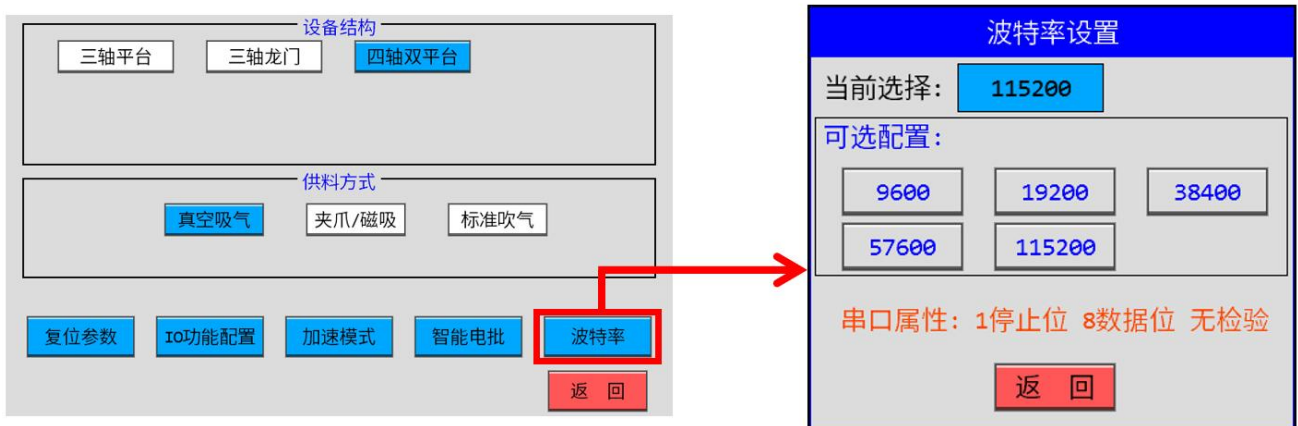 设备结构
三轴平台 三轴龙门 四轴双平台
供料方式
真空吸气 夹爪/磁吸 标准吹气
复位参数 IO功能配置 加速模式 智能电批 波特率
返 回
波特率设置
当前选择: 115200
可选配置:
9600 19200 38400
57600 115200
串口属性: 1停止位 8数据位 无检验
返 回